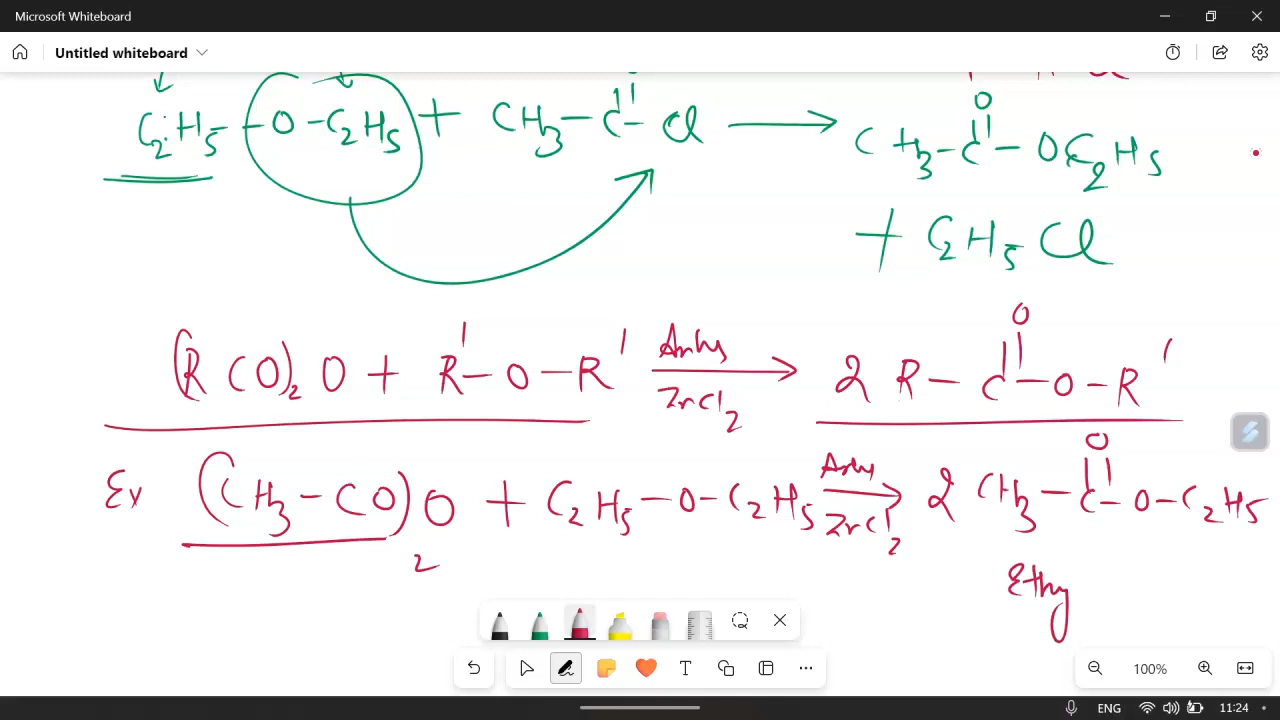 Microsoft Whiteboard
Untitled whiteboard
C2H5 - O - C2H5 + CH3 - C - Cl → CH3 - C - OC2H5
O
+ C2H5Cl
(RCO)2O + R' - O - R' Anhy ZnCl2 → 2 R - C - O - R'
O
Ex (CH3 - CO)2O + C2H5 - O - C2H5 Anhy ZnCl2 → 2 CH3 - C - O - C2H5
O
Ethy
T
100%
ENG 11:24